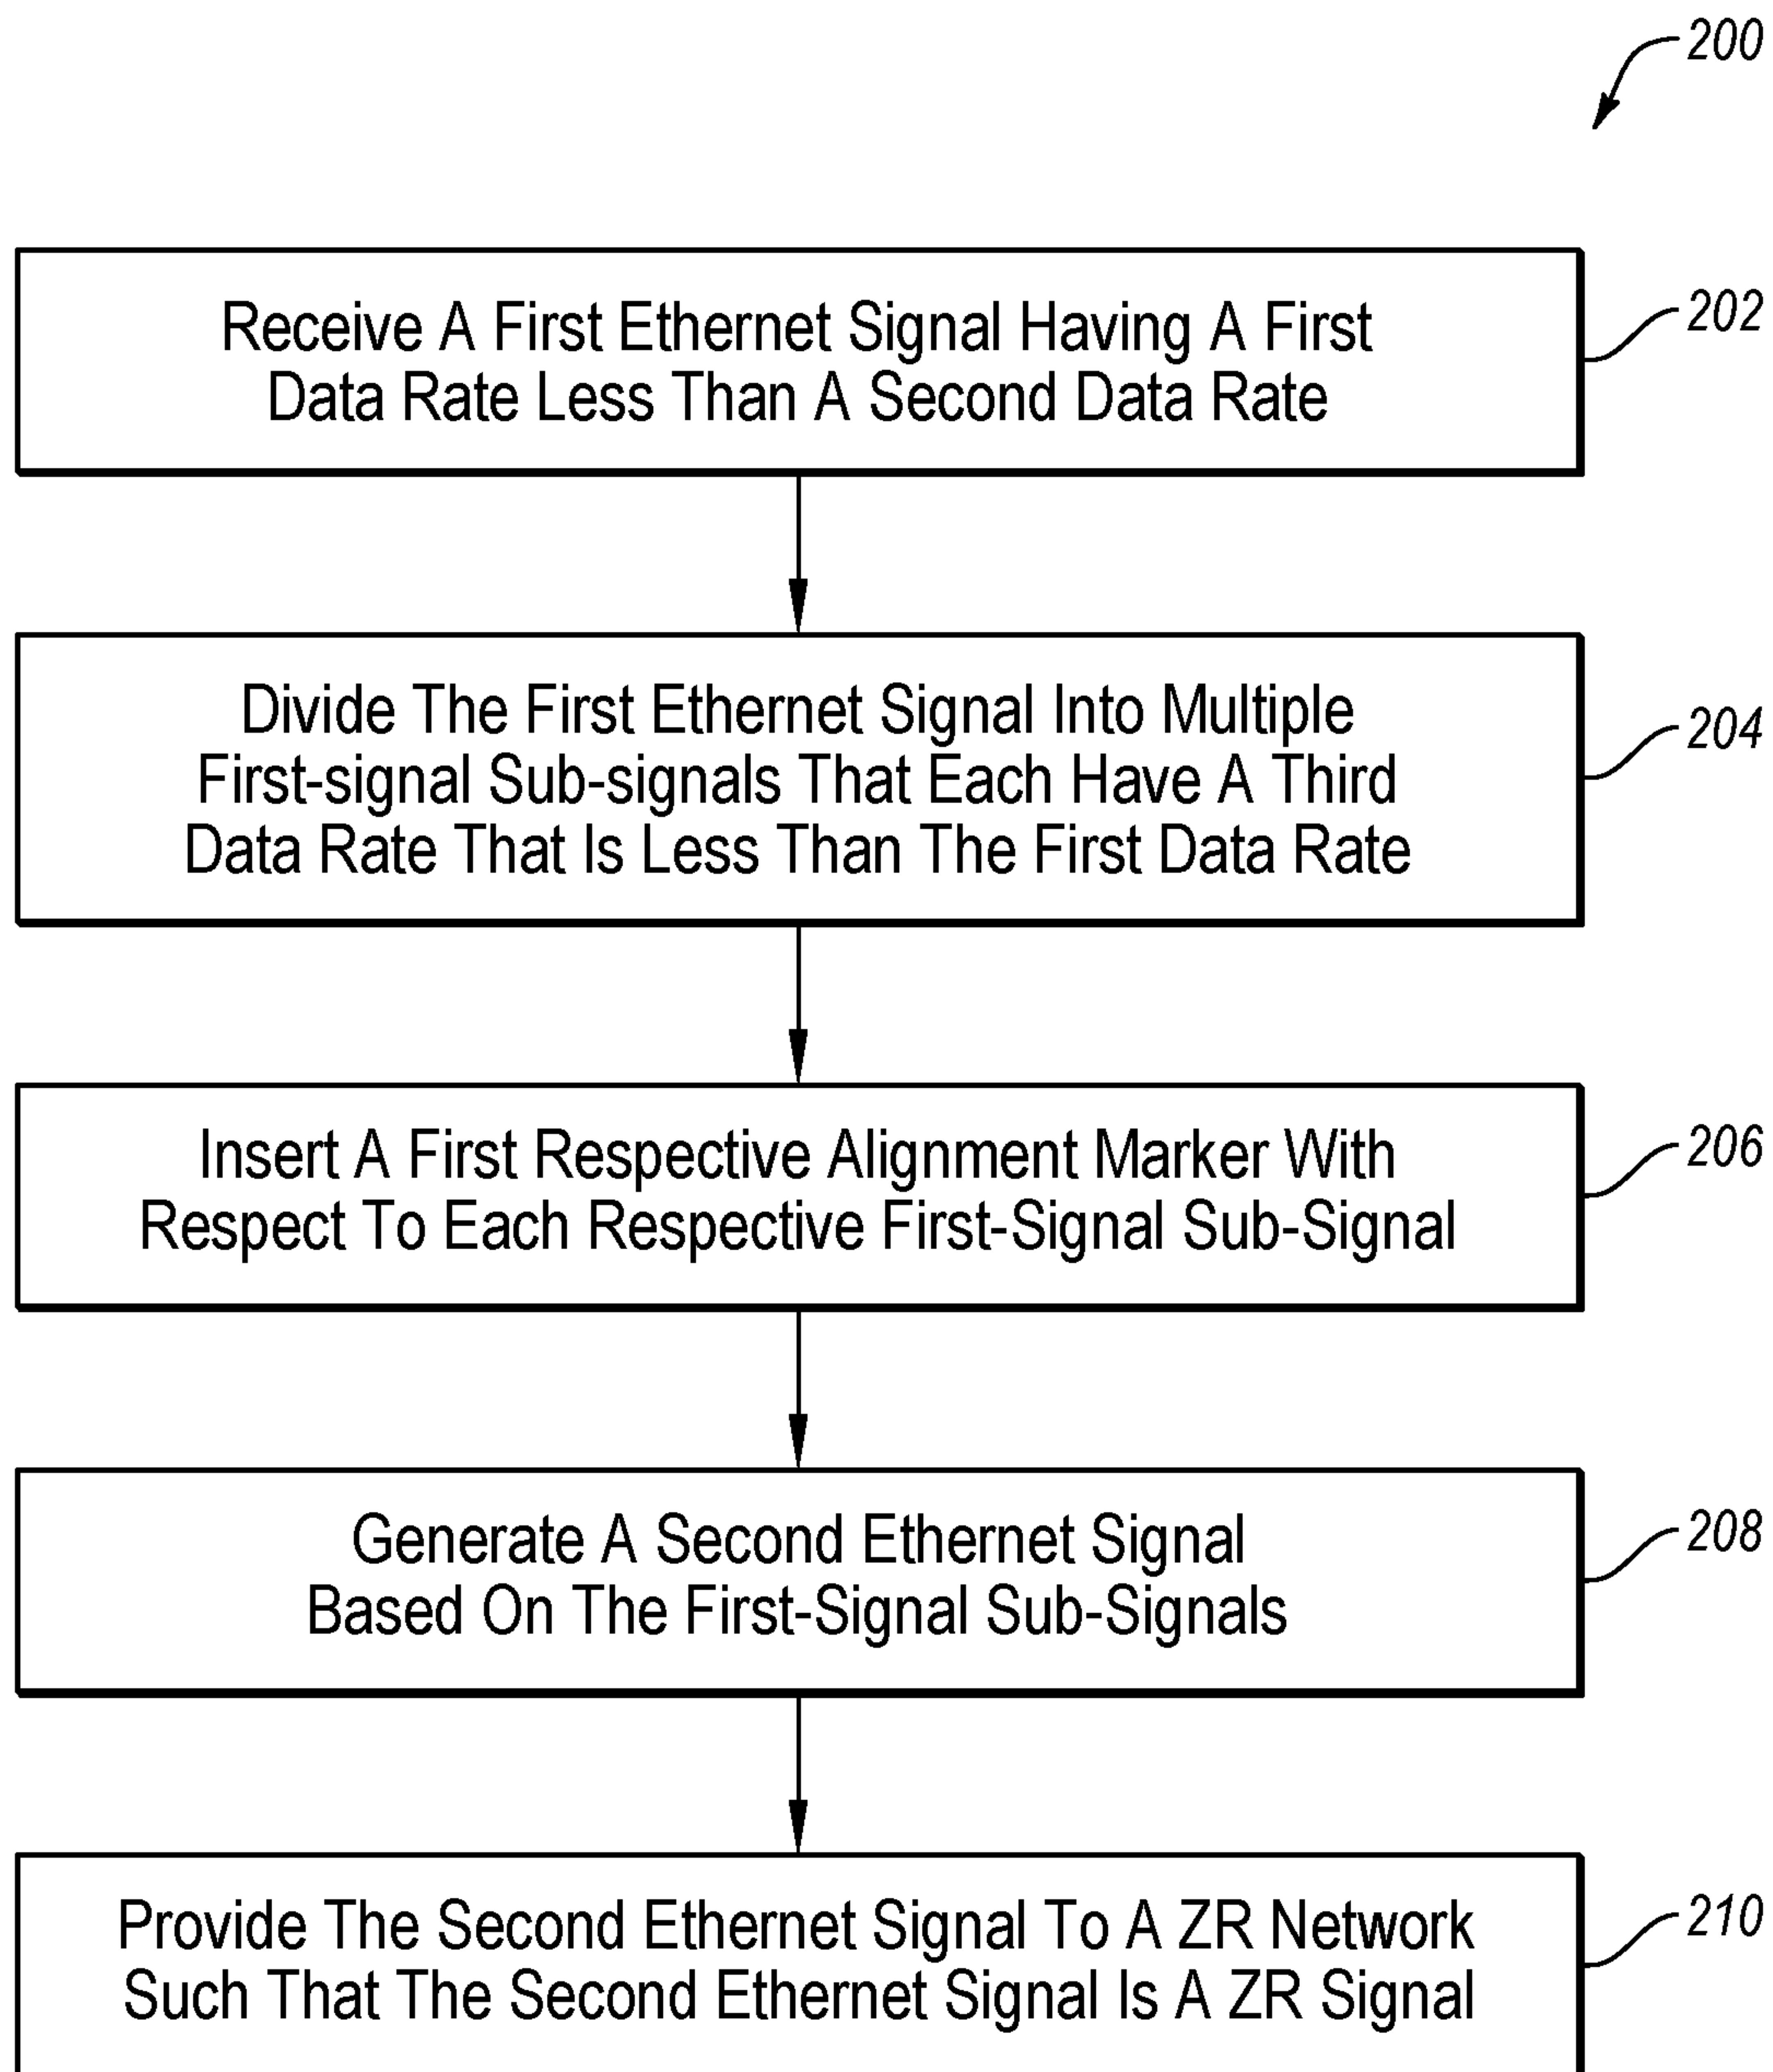 200
Receive A First Ethernet Signal Having A First
Data Rate Less Than A Second Data Rate
202
Divide The First Ethernet Signal Into Multiple
First-signal Sub-signals That Each Have A Third
Data Rate That Is Less Than The First Data Rate
204
Insert A First Respective Alignment Marker With
Respect To Each Respective First-Signal Sub-Signal
206
Generate A Second Ethernet Signal
Based On The First-Signal Sub-Signals
208
Provide The Second Ethernet Signal To A ZR Network
Such That The Second Ethernet Signal Is A ZR Signal
210